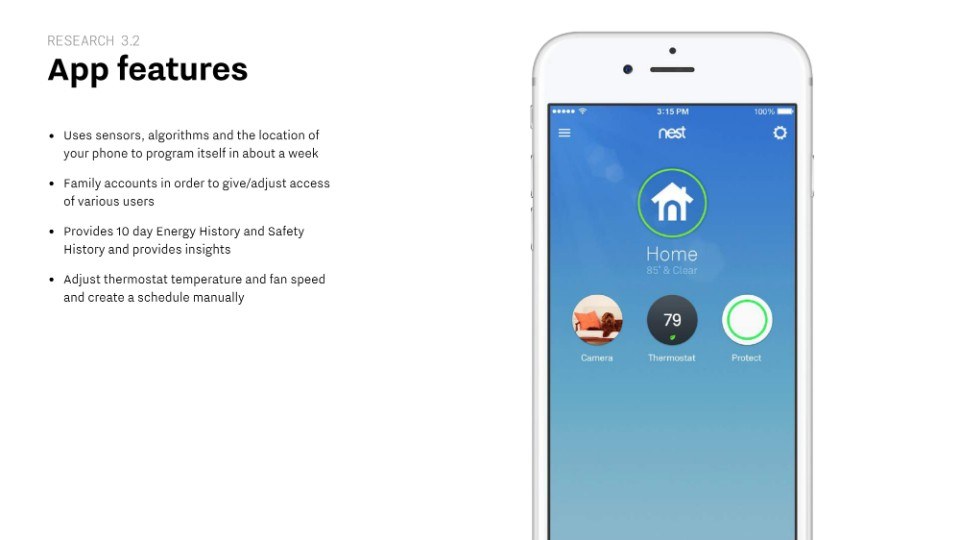 RESEARCH 3.2
App features
• Uses sensors, algorithms and the location of
your phone to program itself in about a week
• Family accounts in order to give/adjust access
of various users
• Provides 10 day Energy History and Safety
History and provides insights
• Adjust thermostat temperature and fan speed
and create a schedule manually
3:15 PM
100%
nest
Home
85° & Clear
79
Camera
Thermostat
Protect